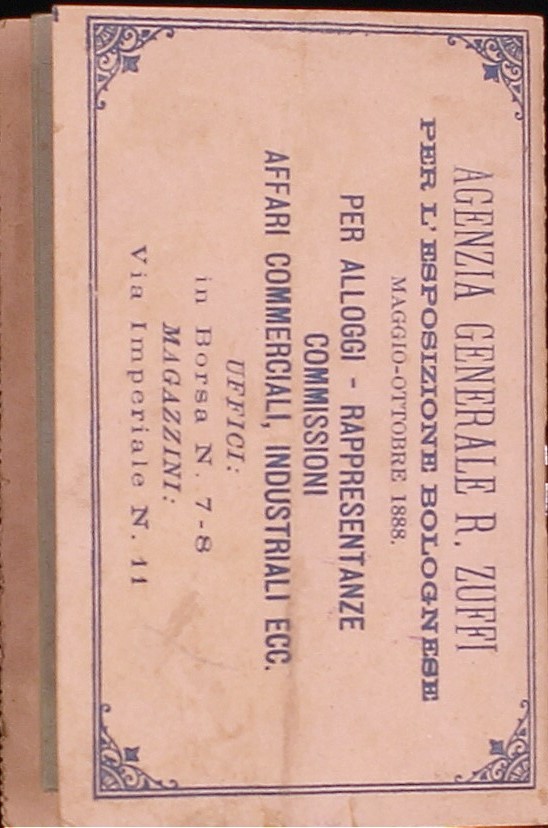 AGENZIA GENERALE R. ZUFFI
PER L'ESPOSIZIONE BOLOGNESE
MAGGIO-OTTOBRE 1888.
PER ALLOGGI - RAPPRESENTANZE
COMMISSIONI
AFFARI COMMERCIALI, INDUSTRIALI ECC.
UFFICI:
in Borsa N. 7-8
MAGAZZINI:
Via Imperiale N. 11